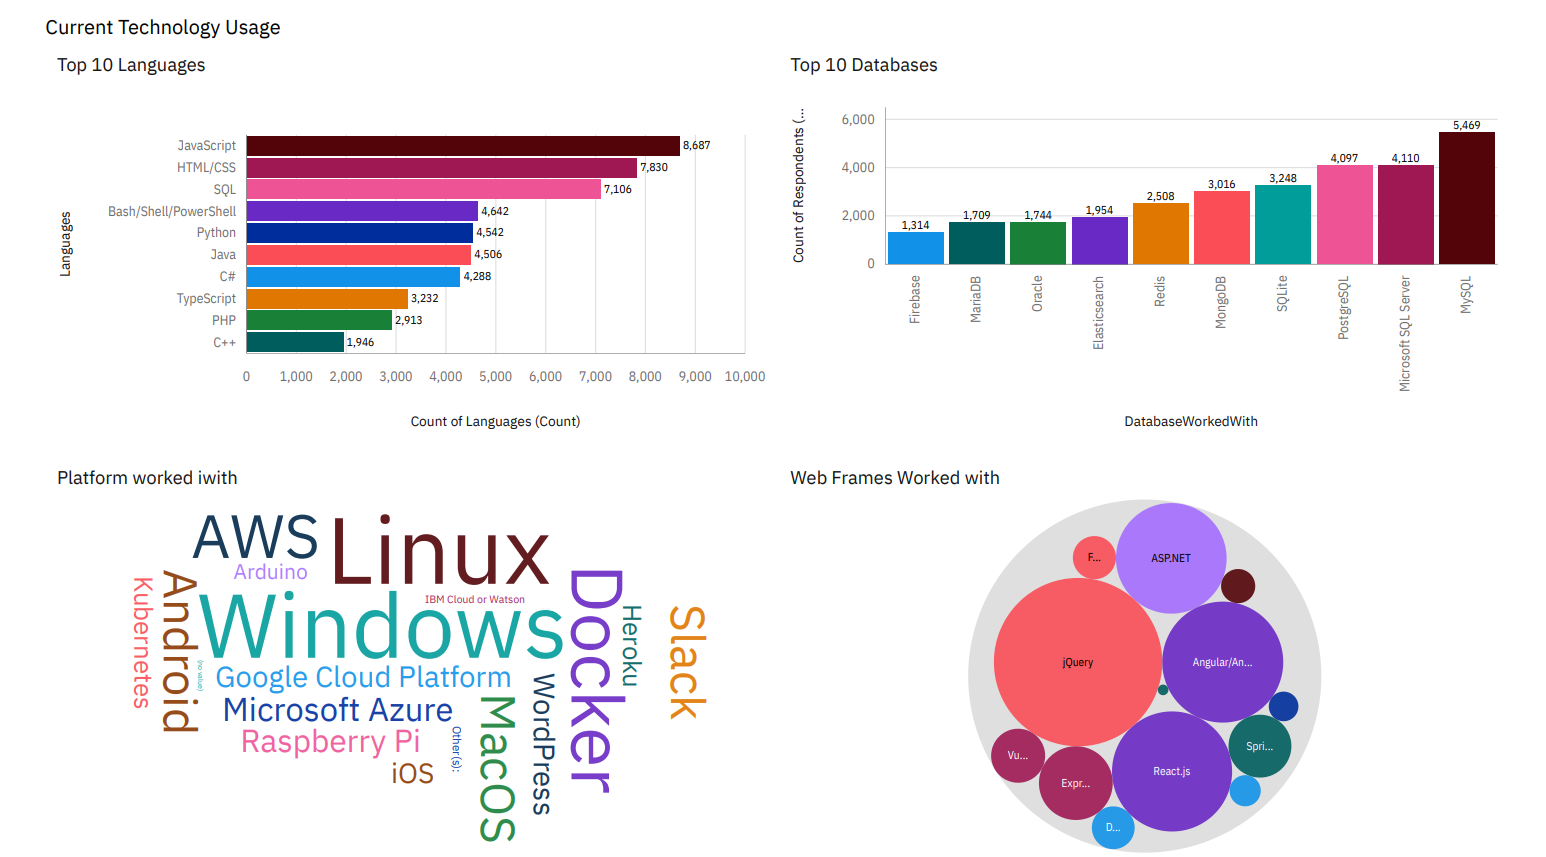 Current Technology Usage
Top 10 Languages
Languages
JavaScript 8,687
HTML/CSS 7,830
SQL 7,106
Bash/Shell/PowerShell 4,642
Python 4,542
Java 4,506
C# 4,288
TypeScript 3,232
PHP 2,913
C++ 1,946
0 1,000 2,000 3,000 4,000 5,000 6,000 7,000 8,000 9,000 10,000
Count of Languages (Count)
Top 10 Databases
Count of Respondents (...
6,000
4,000
2,000
0
1,314 1,709 1,744 1,954 2,508 3,016 3,248 4,097 4,110 5,469
Firebase
MariaDB
Oracle
Elasticsearch
Redis
MongoDB
SQLite
PostgreSQL
Microsoft SQL Server
MySQL
DatabaseWorkedWith
Platform worked iwith
AWS
Linux
Arduino
IBM Cloud or Watson
Kubernetes
Android
Windows
Docker
Heroku
Slack
(no value)
Google Cloud Platform
Microsoft Azure
Raspberry Pi
Other(s):
iOS
MacOS
WordPress
Web Frames Worked with
F...
ASP.NET
jQuery
Angular/An...
Vu...
Expr...
React.js
Spri...
D...